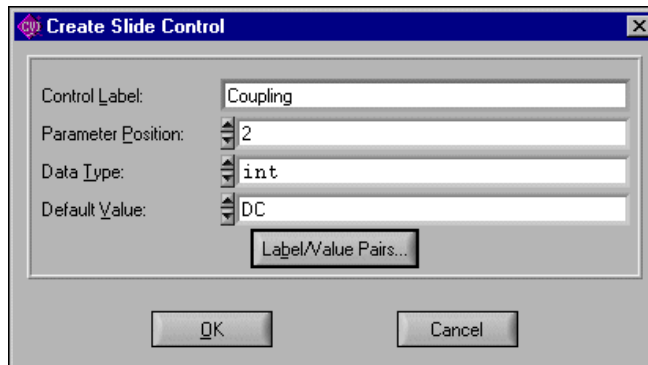 CVI Create Slide Control
Control Label: Coupling
Parameter Position: 2
Data Type: int
Default Value: DC
Label/Value Pairs...
OK Cancel